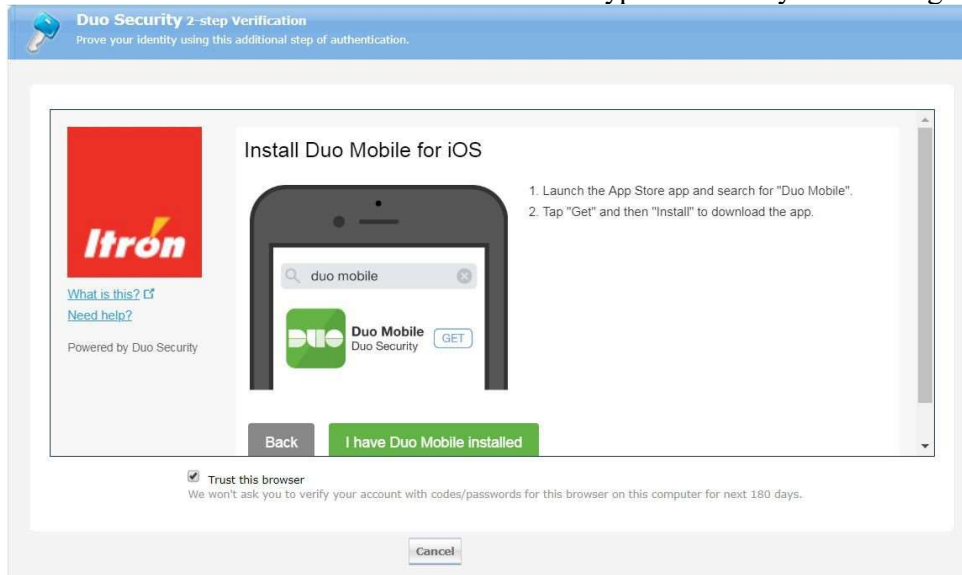 Duo Security 2-step Verification
Prove your identity using this additional step of authentication.
Itrón
What is this?
Need help?
Powered by Duo Security
Install Duo Mobile for iOS
duo mobile
DUO
Duo Mobile
Duo Security
GET
1. Launch the App Store app and search for "Duo Mobile".
2. Tap "Get" and then "Install" to download the app.
Back
I have Duo Mobile installed
Trust this browser
We won't ask you to verify your account with codes/passwords for this browser on this computer for next 180 days.
Cancel